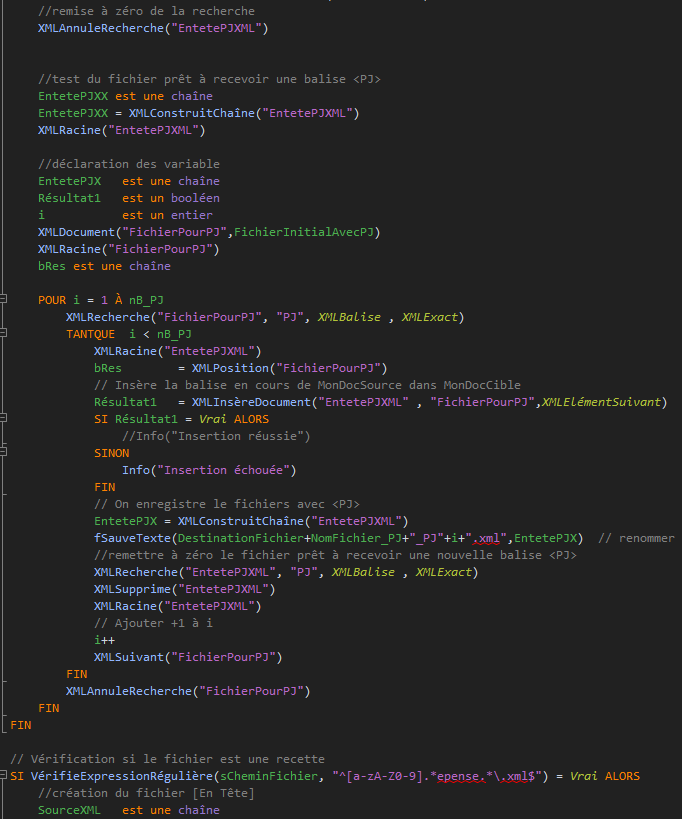 //remise à zéro de la recherche
XMLAnnuleRecherche("EntetePJXML")
//test du fichier prêt à recevoir une balise <PJ>
EntetePJXX est une chaîne
EntetePJXX = XMLConstruitChaîne("EntetePJXML")
XMLRacine("EntetePJXML")
//déclaration des variable
EntetePJX est une chaîne
Résultat1 est un booléen
i est un entier
XMLDocument("FichierPourPJ",FichierInitialAvecPJ)
XMLRacine("FichierPourPJ")
bRes est une chaîne
POUR i = 1 À nB_PJ
XMLRecherche("FichierPourPJ", "PJ", XMLBalise , XMLExact)
TANTQUE i < nB_PJ
XMLRacine("EntetePJXML")
bRes = XMLPosition("FichierPourPJ")
// Insère la balise en cours de MonDocSource dans MonDocCible
Résultat1 = XMLInsèreDocument("EntetePJXML" , "FichierPourPJ",XMLElémentSuivant)
SI Résultat1 = Vrai ALORS
//Info("Insertion réussie")
SINON
Info("Insertion échouée")
FIN
// On enregistre le fichiers avec <PJ>
EntetePJX = XMLConstruitChaîne("EntetePJXML")
fSauveTexte(DestinationFichier+NomFichier_PJ+"_PJ"+i+".xml",EntetePJX) // renommer
//remettre à zéro le fichier prêt à recevoir une nouvelle balise <PJ>
XMLRecherche("EntetePJXML", "PJ", XMLBalise , XMLExact)
XMLSupprime("EntetePJXML")
XMLRacine("EntetePJXML")
// Ajouter +1 à i
i++
XMLSuivant("FichierPourPJ")
FIN
XMLAnnuleRecherche("FichierPourPJ")
FIN
FIN
// Vérification si le fichier est une recette
SI VérifieExpressionRégulière(sCheminFichier, "^[a-zA-Z0-9].*epense.*\.xml$") = Vrai ALORS
//création du fichier [En Tête]
SourceXML est une chaîne